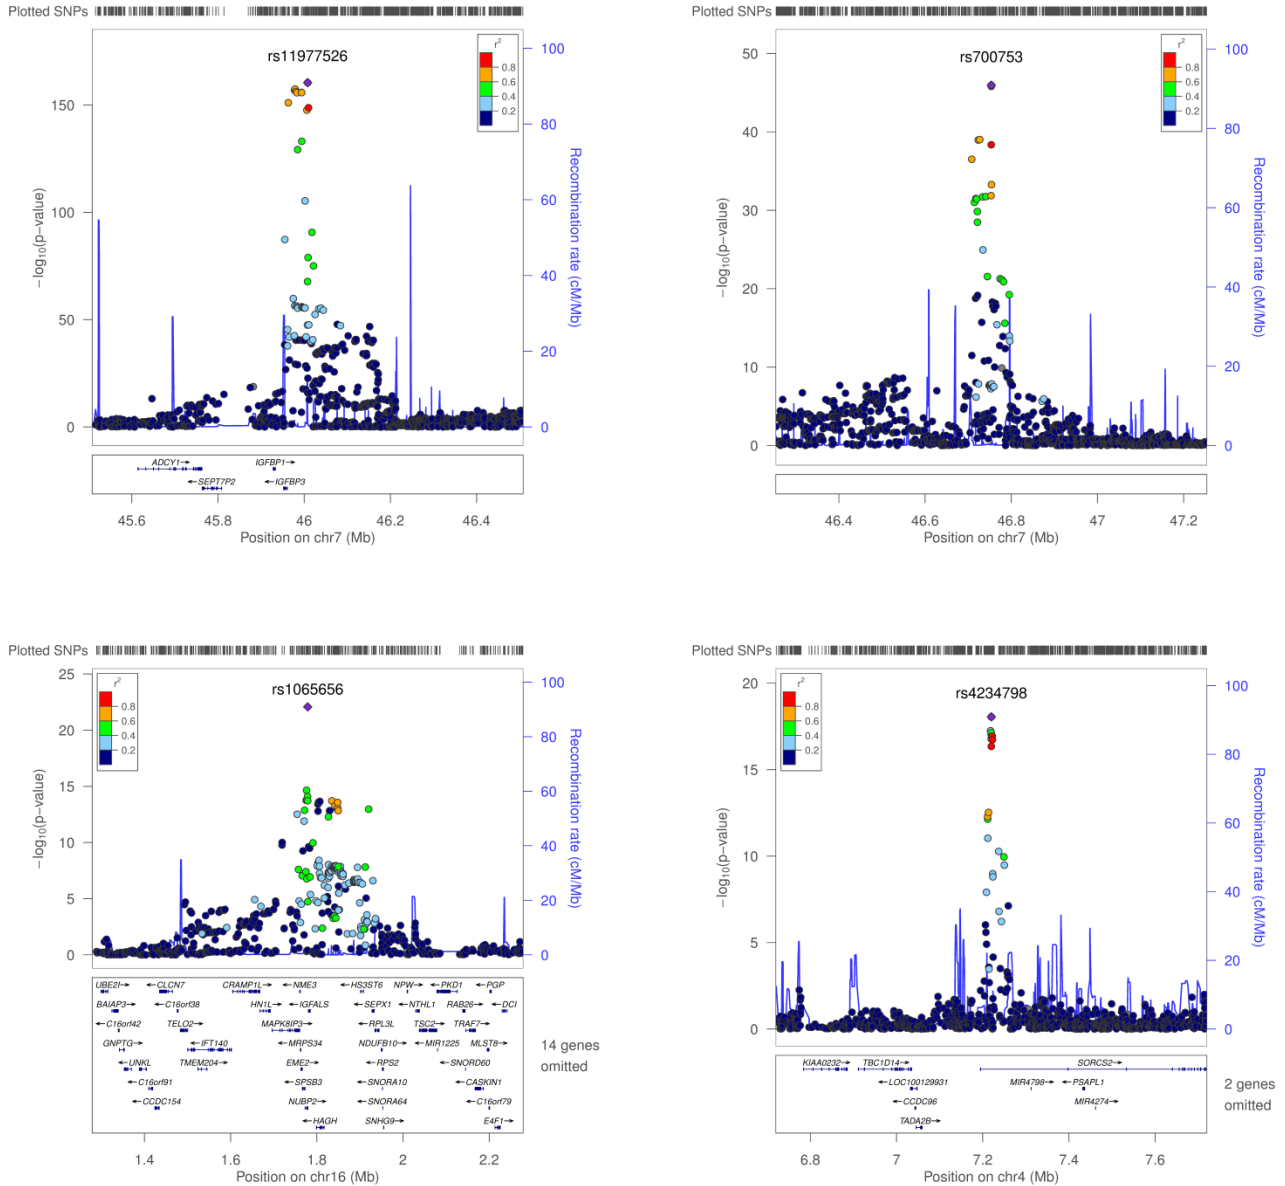 Plotted SNPs
rs11977526
r2
0.8
0.6
0.4
0.2
150
100
50
0
−log10(p−value)
100
80
60
40
20
0
Recombination rate (cM/Mb)
ADCY1→
IGFBP1→
←SEPT7P2
←IGFBP3
45.6 45.8 46 46.2 46.4
Position on chr7 (Mb)
Plotted SNPs
rs700753
r2
0.8
0.6
0.4
0.2
50
40
30
20
10
0
−log10(p−value)
100
80
60
40
20
0
Recombination rate (cM/Mb)
46.4 46.6 46.8 47 47.2
Position on chr7 (Mb)
Plotted SNPs
rs1065656
r2
0.8
0.6
0.4
0.2
25
20
15
10
5
0
−log10(p−value)
100
80
60
40
20
0
Recombination rate (cM/Mb)
UBE2I→ ←CLCN7 CRAMP1L→ ←NME3 ←HS3ST6 NPW→ ←PKD1 ←PGP
BAIAP3→ ←C16orf38 HN1L→ ←IGFALS ←SEPX1 ←NTHL1 RAB26→ ←DCI
←C16orf42 TELO2→ MAPK8IP3→ ←RPL3L TSC2→ TRAF7→
GNPTG→ ←IFT140 ←MRPS34 NDUFB10→ ←MIR1225 MLST8→
←UNKL TMEM204→ EME2→ ←RPS2 ←SNORD60
←C16orf91 ←SPSB3 ←SNORA10 ←CASKIN1
←CCDC154 NUBP2→ ←SNORA64 ←C16orf79
←HAGH SNHG9→ E4F1→
14 genes
omitted
1.4 1.6 1.8 2 2.2
Position on chr16 (Mb)
Plotted SNPs
rs4234798
r2
0.8
0.6
0.4
0.2
20
15
10
5
0
−log10(p−value)
100
80
60
40
20
0
Recombination rate (cM/Mb)
KIAA0232→ TBC1D14→ SORCS2→
←LOC100129931 MIR4798→ ←PSAPL1
←CCDC96 MIR4274→
TADA2B→
2 genes
omitted
6.8 7 7.2 7.4 7.6
Position on chr4 (Mb)